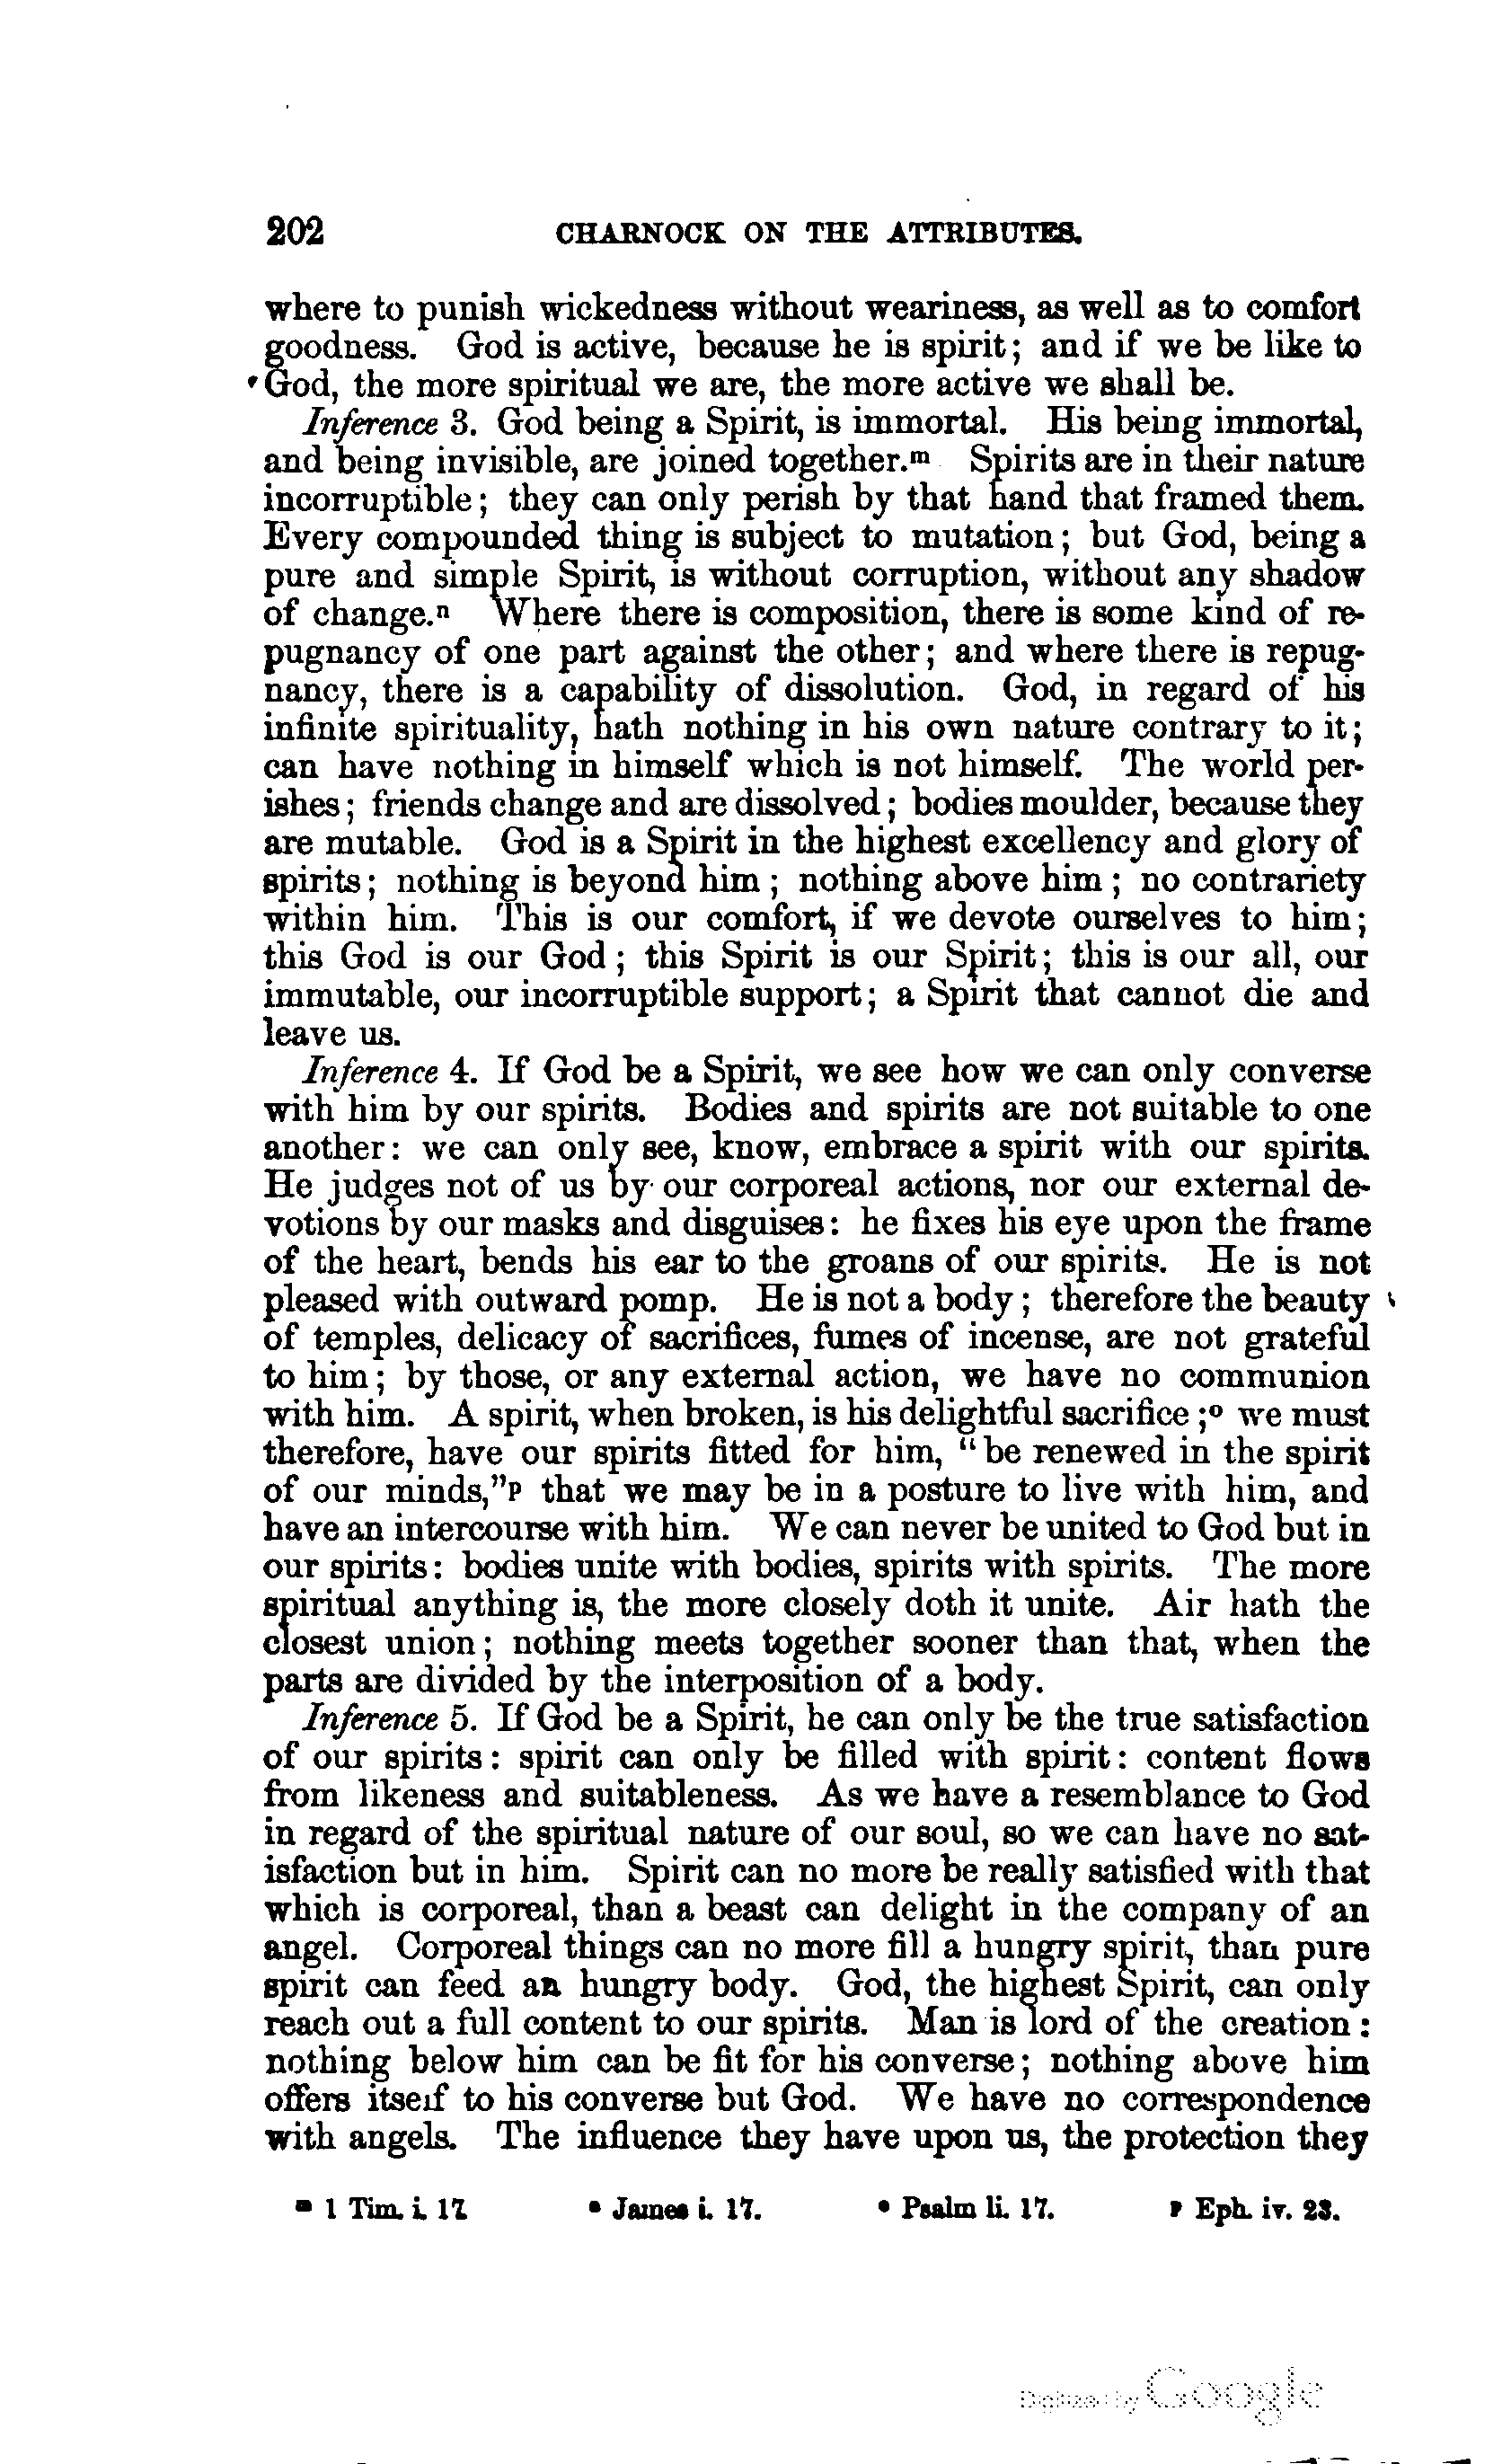 202 CHARNOCK ON THE ATTRIBUTES.
where to punish wickedness without weariness, as well as to comfort
goodness. God is active, because he is spirit; and if we be like to
God, the more spiritual we are, the more active we shall be.
Inference 3. God being a Spirit, is immortal. His being immortal,
and being invisible, are joined together.m Spirits are in their nature
incorruptible; they can only perish by that hand that framed them.
Every compounded thing is subject to mutation; but God, being a
pure and simple Spirit, is without corruption, without any shadow
of change.n Where there is composition, there is some kind of re-
pugnancy of one part against the other; and where there is repug-
nancy, there is a capability of dissolution. God, in regard of his
infinite spirituality, hath nothing in his own nature contrary to it;
can have nothing in himself which is not himself. The world per-
ishes; friends change and are dissolved; bodies moulder, because they
are mutable. God is a Spirit in the highest excellency and glory of
spirits; nothing is beyond him; nothing above him; no contrariety
within him. This is our comfort, if we devote ourselves to him;
this God is our God; this Spirit is our Spirit; this is our all, our
immutable, our incorruptible support; a Spirit that cannot die and
leave us.
Inference 4. If God be a Spirit, we see how we can only converse
with him by our spirits. Bodies and spirits are not suitable to one
another: we can only see, know, embrace a spirit with our spirits.
He judges not of us by our corporeal actions, nor our external de-
votions by our masks and disguises: he fixes his eye upon the frame
of the heart, bends his ear to the groans of our spirits. He is not
pleased with outward pomp. He is not a body; therefore the beauty
of temples, delicacy of sacrifices, fumes of incense, are not grateful
to him; by those, or any external action, we have no communion
with him. A spirit, when broken, is his delightful sacrifice;o we must
therefore, have our spirits fitted for him, "be renewed in the spirit
of our minds,"p that we may be in a posture to live with him, and
have an intercourse with him. We can never be united to God but in
our spirits: bodies unite with bodies, spirits with spirits. The more
spiritual anything is, the more closely doth it unite. Air hath the
closest union; nothing meets together sooner than that, when the
parts are divided by the interposition of a body.
Inference 5. If God be a Spirit, he can only be the true satisfaction
of our spirits: spirit can only be filled with spirit: content flows
from likeness and suitableness. As we have a resemblance to God
in regard of the spiritual nature of our soul, so we can have no sat-
isfaction but in him. Spirit can no more be really satisfied with that
which is corporeal, than a beast can delight in the company of an
angel. Corporeal things can no more fill a hungry spirit, than pure
spirit can feed an hungry body. God, the highest Spirit, can only
reach out a full content to our spirits. Man is lord of the creation:
nothing below him can be fit for his converse; nothing above him
offers itself to his converse but God. We have no correspondence
with angels. The influence they have upon us, the protection they
m 1 Tim. i. 17. n James i. 17. o Psalm li. 17. p Eph. iv. 23.
Digitized by Google